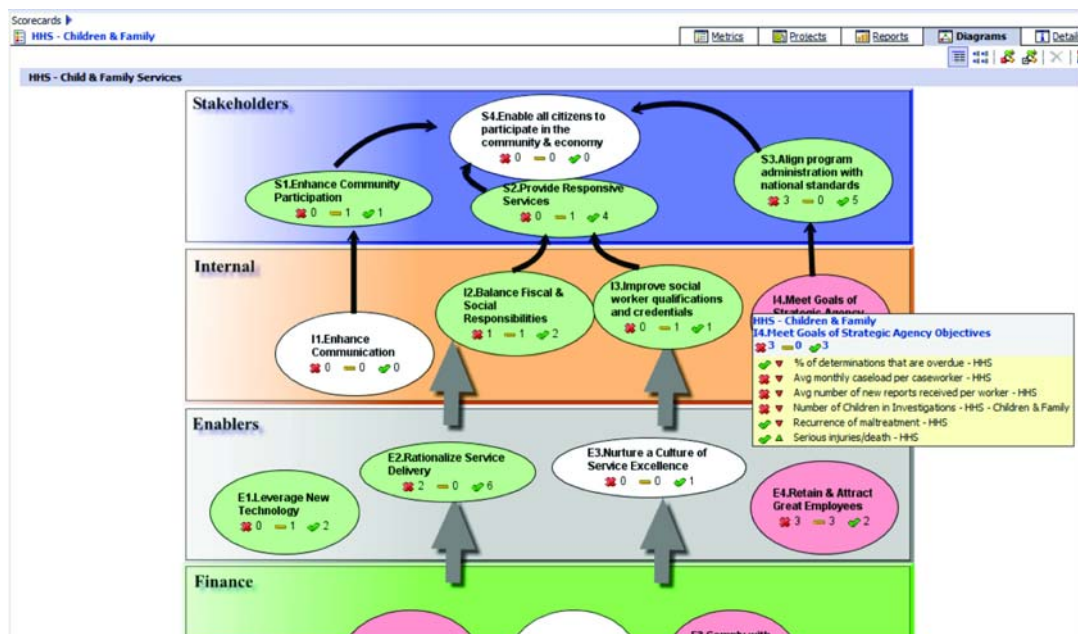 Scorecards
HHS - Children & Family
Metrics
Projects
Reports
Diagrams
Detai
HHS - Child & Family Services
Stakeholders
S4.Enable all citizens to
participate in the
community & economy
0 0 0
S1.Enhance Community
Participation
0 1 1
S2.Provide Responsive
Services
0 1 4
S3.Align program
administration with
national standards
3 0 5
Internal
I2.Balance Fiscal &
Social
Responsibilities
1 1 2
I3.Improve social
worker qualifications
and credentials
0 1 1
I4.Meet Goals of
Strategic Agency
I1.Enhance
Communication
0 0 0
HHS - Children & Family
I4.Meet Goals of Strategic Agency Objectives
3 0 3
% of determinations that are overdue - HHS
Avg monthly caseload per caseworker - HHS
Avg number of new reports received per worker - HHS
Number of Children in Investigations - HHS - Children & Family
Recurrence of maltreatment - HHS
Serious injuries/death - HHS
Enablers
E2.Rationalize Service
Delivery
2 0 6
E3.Nurture a Culture of
Service Excellence
0 0 1
E1.Leverage New
Technology
0 1 2
E4.Retain & Attract
Great Employees
3 3 2
Finance